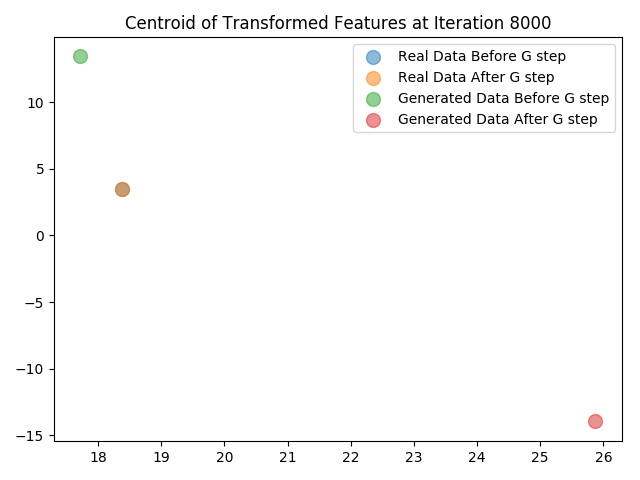 Centroid of Transformed Features at Iteration 8000
Real Data Before G step
Real Data After G step
Generated Data Before G step
Generated Data After G step
10
5
0
−5
−10
−15
18 19 20 21 22 23 24 25 26